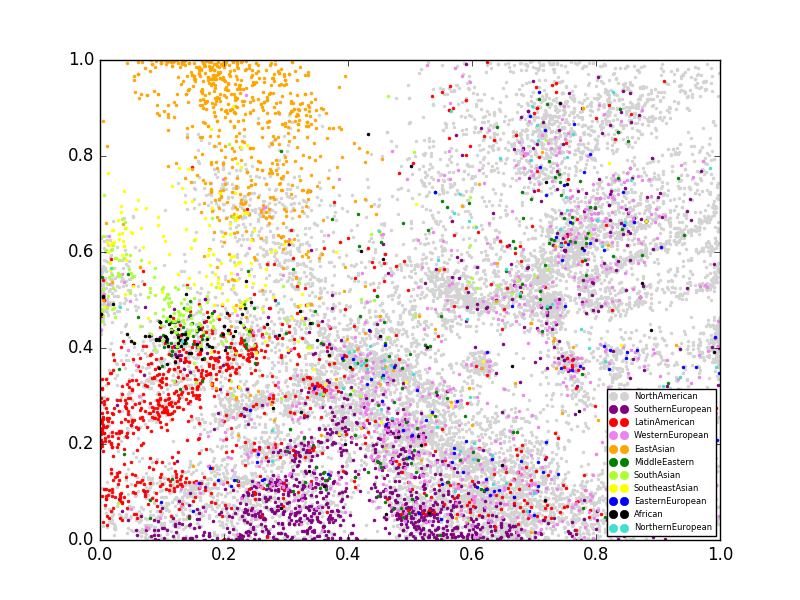 1.0
0.8
0.6
0.4
0.2
0.0
0.0 0.2 0.4 0.6 0.8 1.0
NorthAmerican
SouthernEuropean
LatinAmerican
WesternEuropean
EastAsian
MiddleEastern
SouthAsian
SoutheastAsian
EasternEuropean
African
NorthernEuropean